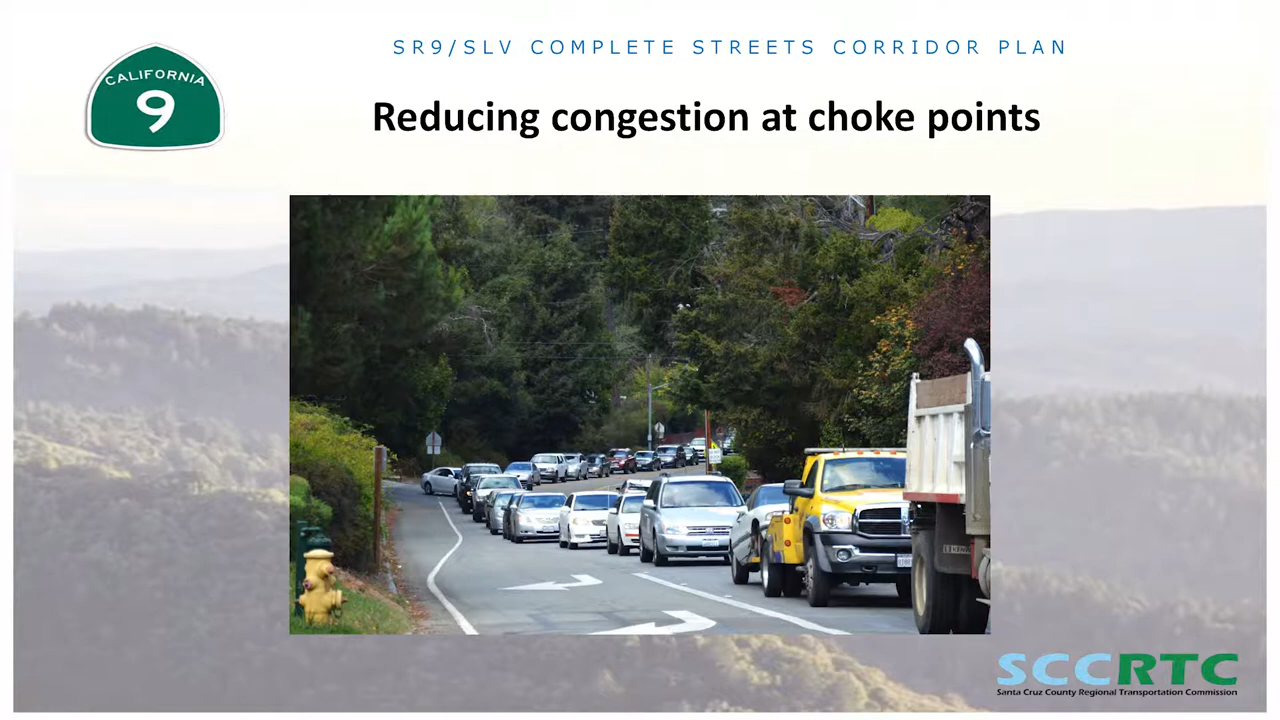 SR9/SLV COMPLETE STREETS CORRIDOR PLAN
CALIFORNIA
9
Reducing congestion at choke points
SCCRTC
Santa Cruz County Regional Transportation Commission